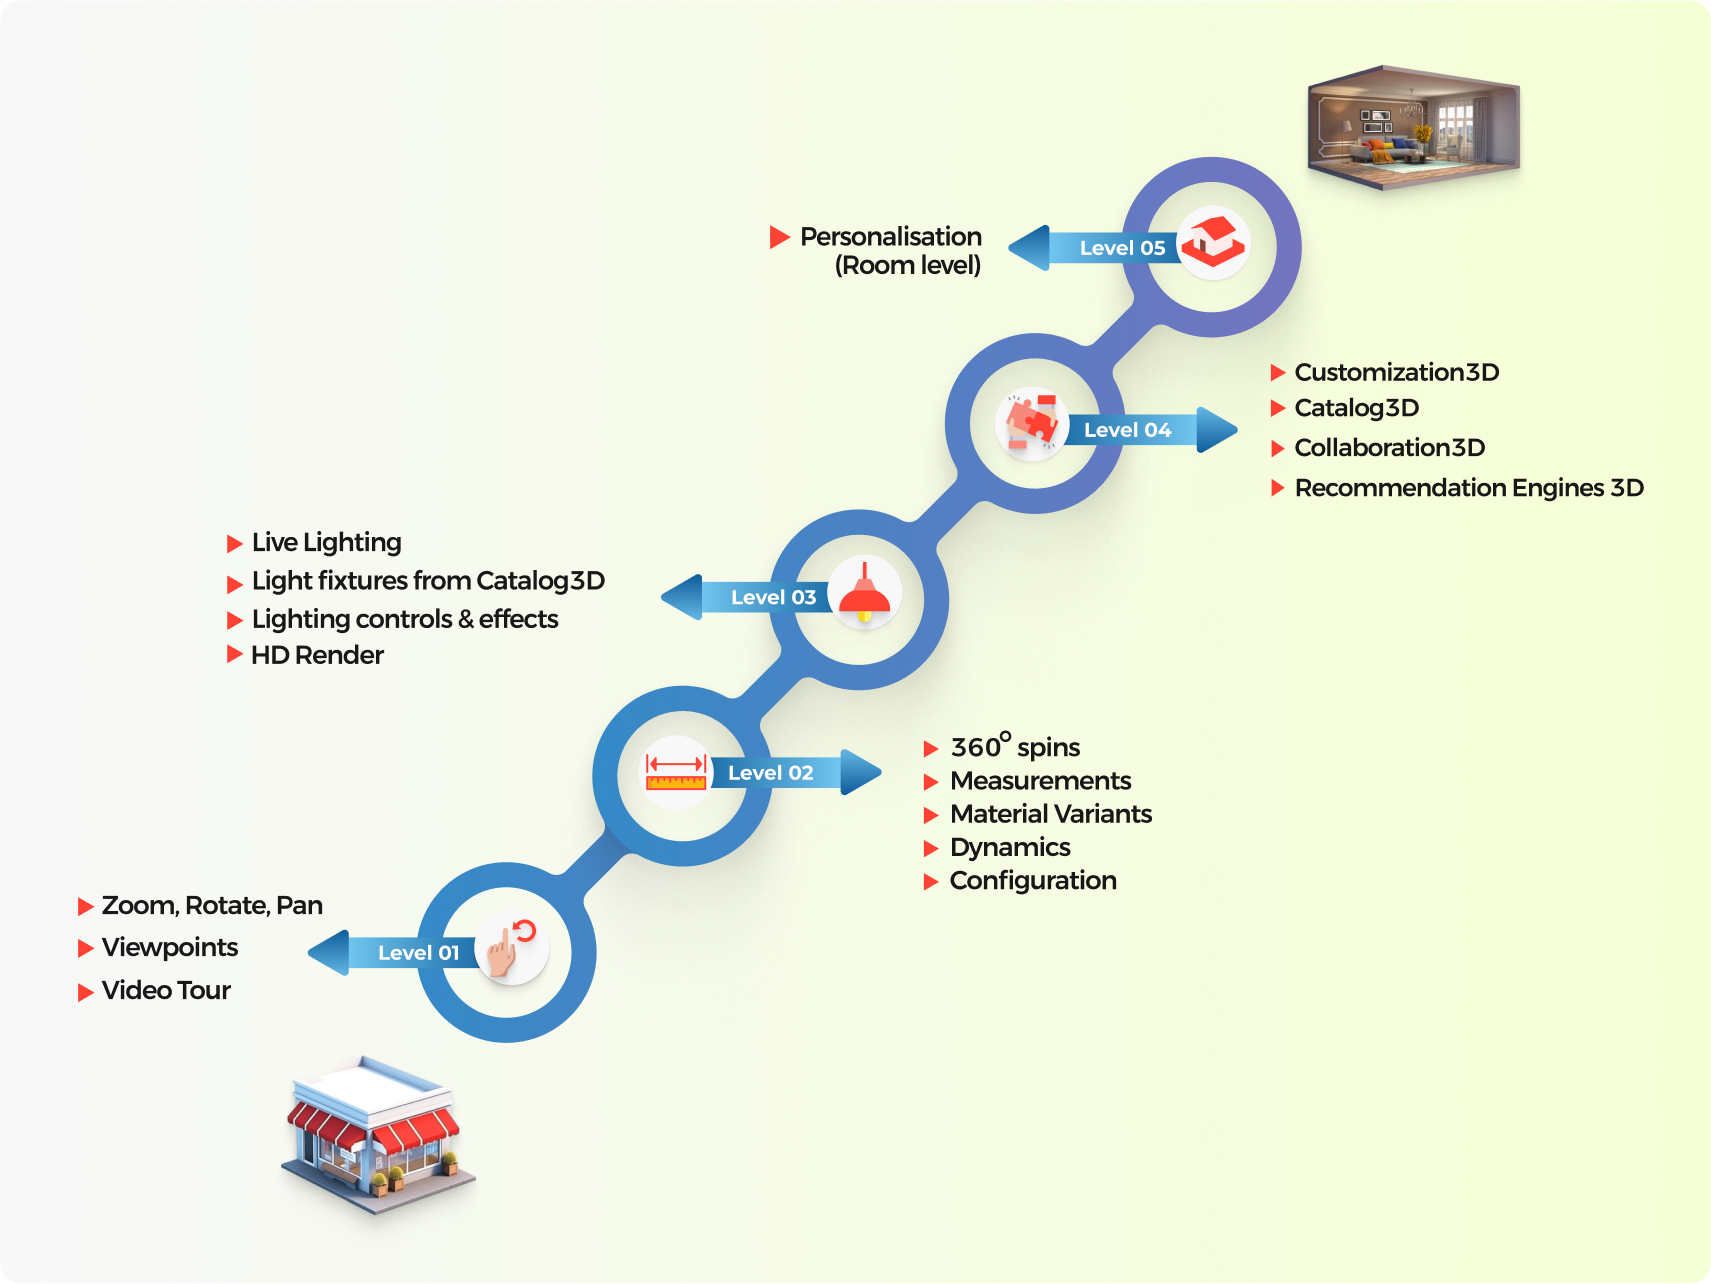 Personalisation
(Room level)
Level 05
Level 04
Customization3D
Catalog3D
Collaboration3D
Recommendation Engines 3D
Live Lighting
Light fixtures from Catalog3D
Lighting controls & effects
HD Render
Level 03
Level 02
360° spins
Measurements
Material Variants
Dynamics
Configuration
Zoom, Rotate, Pan
Viewpoints
Video Tour
Level 01